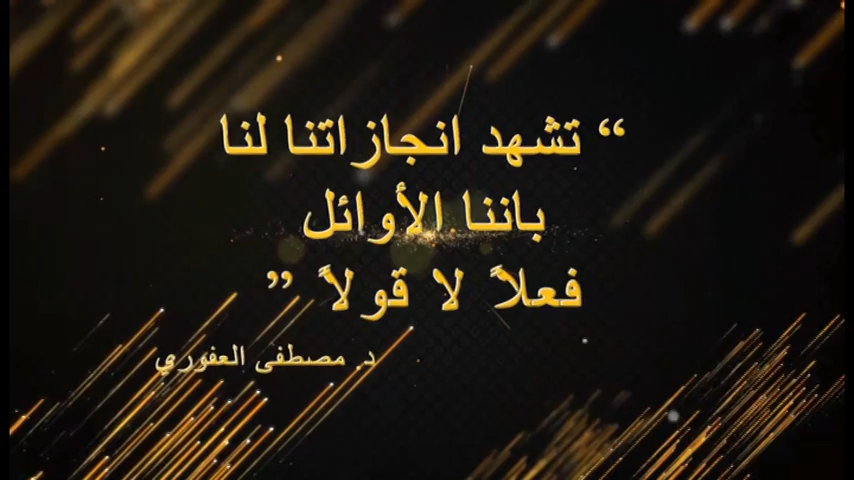 “ تشهد انجازاتنا لنا
باننا الأوائل
فعلاً لا قولاً ”
د. مصطفى العفوري